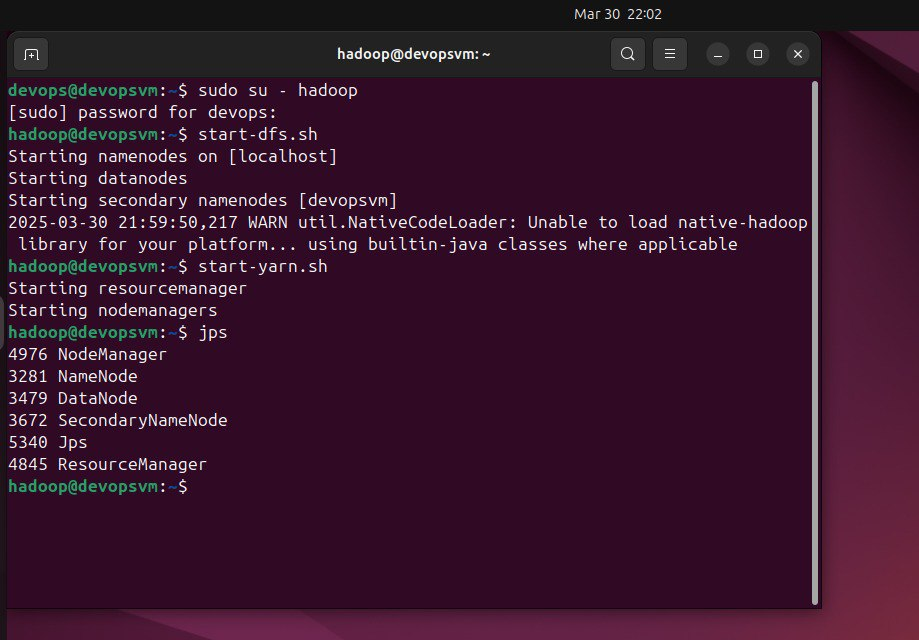 Mar 30 22:02
hadoop@devopsvm: ~
devops@devopsvm:~$ sudo su - hadoop
[sudo] password for devops:
hadoop@devopsvm:~$ start-dfs.sh
Starting namenodes on [localhost]
Starting datanodes
Starting secondary namenodes [devopsvm]
2025-03-30 21:59:50,217 WARN util.NativeCodeLoader: Unable to load native-hadoop
 library for your platform... using builtin-java classes where applicable
hadoop@devopsvm:~$ start-yarn.sh
Starting resourcemanager
Starting nodemanagers
hadoop@devopsvm:~$ jps
4976 NodeManager
3281 NameNode
3479 DataNode
3672 SecondaryNameNode
5340 Jps
4845 ResourceManager
hadoop@devopsvm:~$